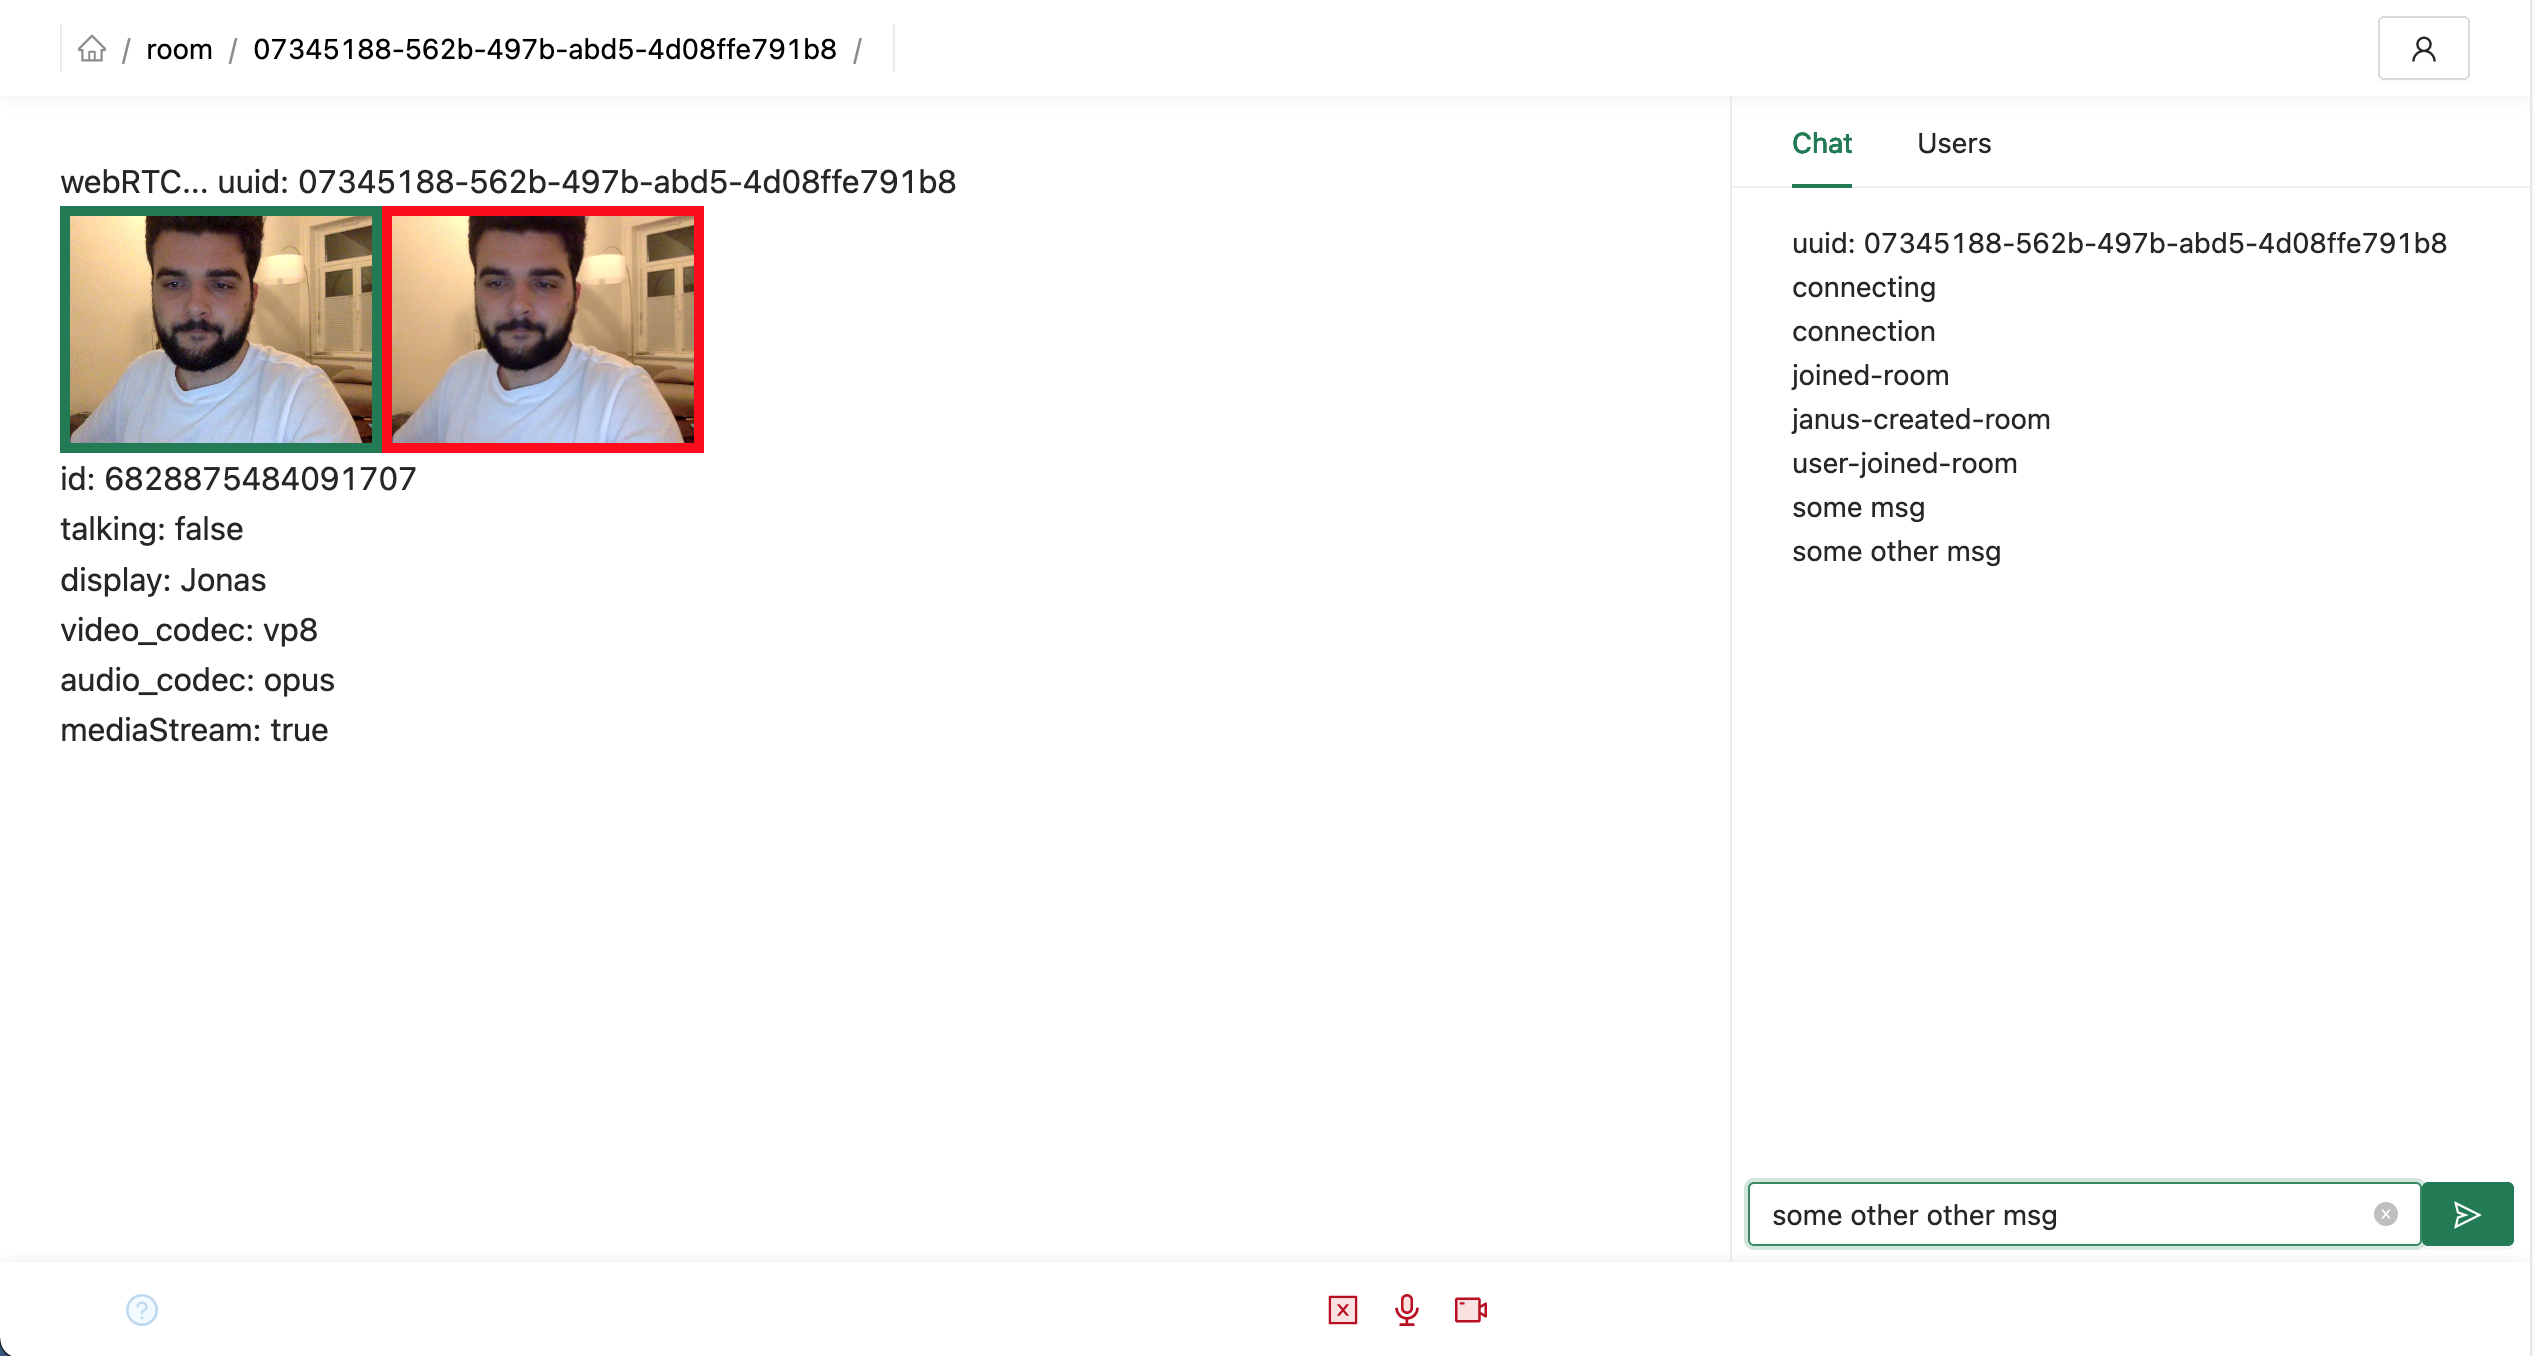 / room / 07345188-562b-497b-abd5-4d08ffe791b8 /
webRTC... uuid: 07345188-562b-497b-abd5-4d08ffe791b8
id: 6828875484091707
talking: false
display: Jonas
video_codec: vp8
audio_codec: opus
mediaStream: true
Chat Users
uuid: 07345188-562b-497b-abd5-4d08ffe791b8
connecting
connection
joined-room
janus-created-room
user-joined-room
some msg
some other msg
some other other msg